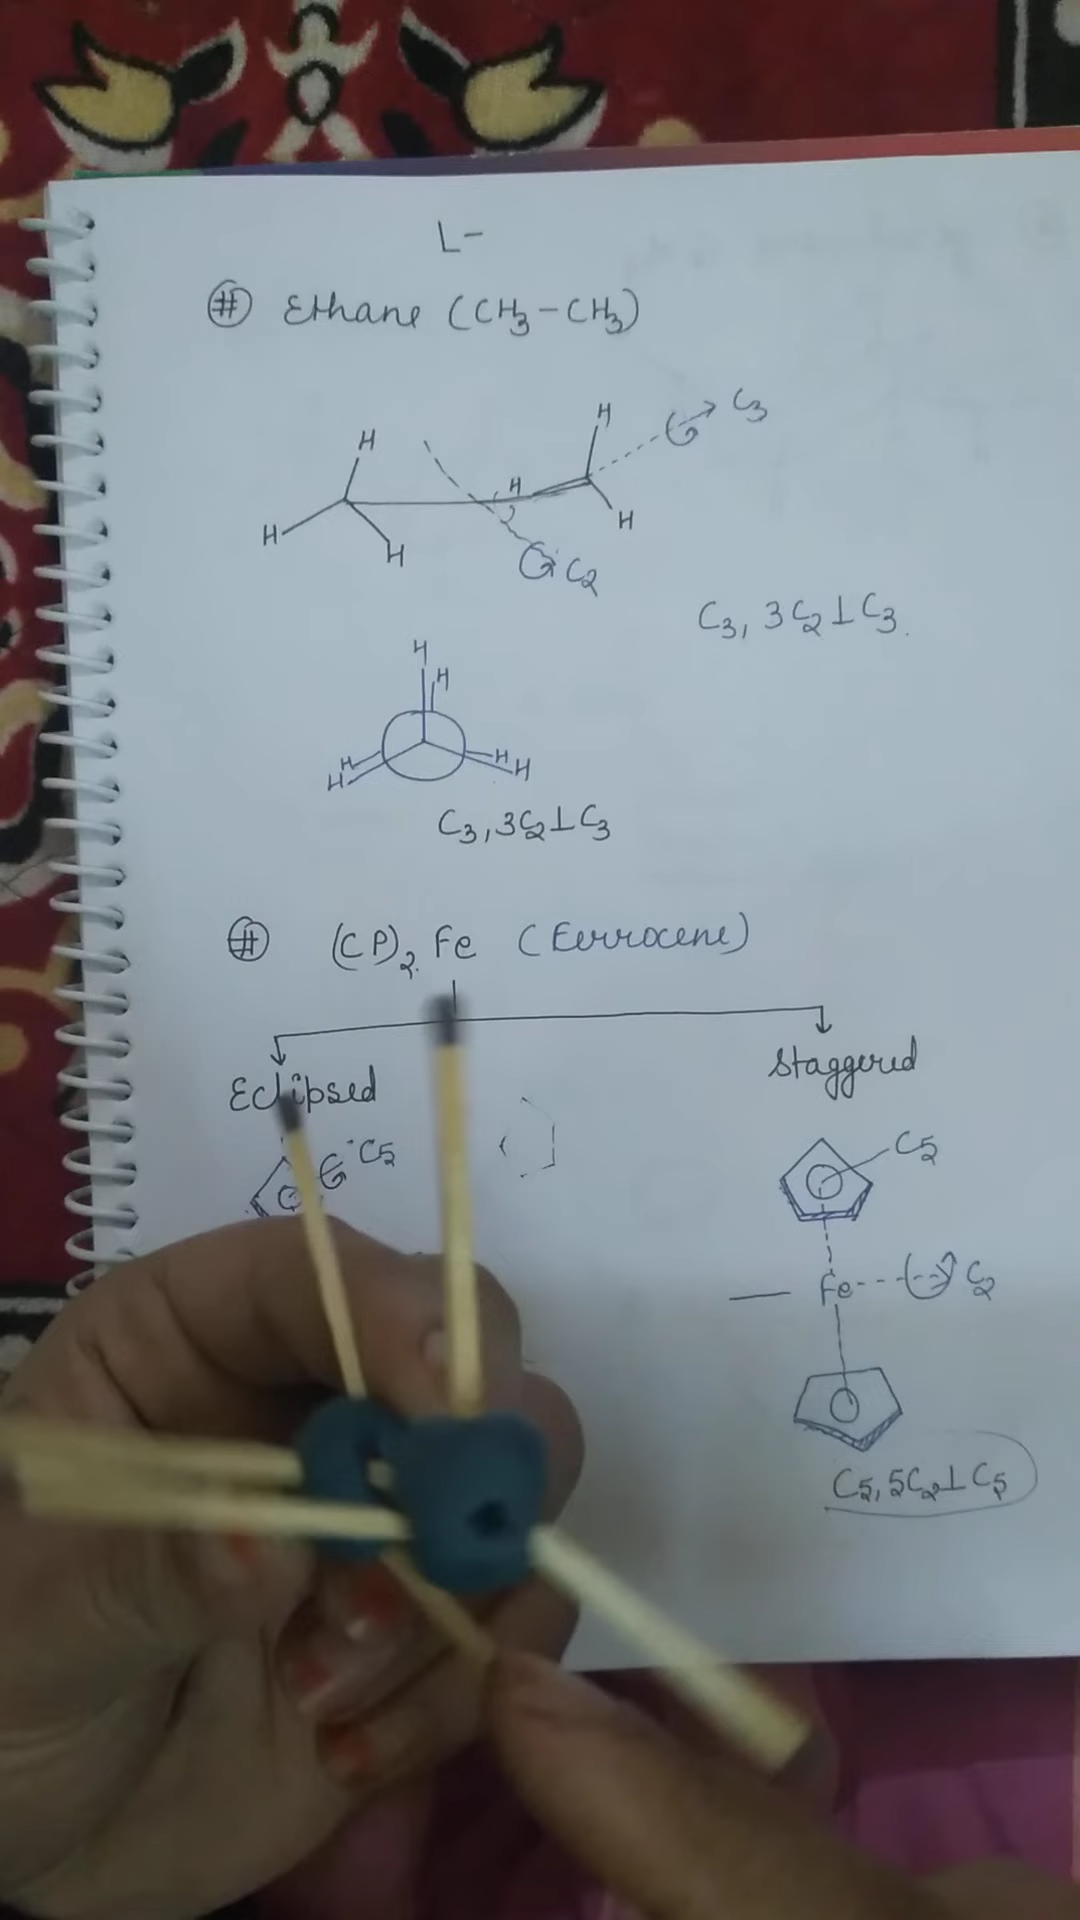 L-
# Ethane (CH3-CH3)
H
H
H
H
H
H
C3
C2
C3, 3C2⊥C3.
H
H
H
H
H
H
C3, 3C2⊥C3
# (CP)2. Fe (Ferrocene)
Eclipsed
Staggered
C5
C5
Fe
C2
C5, 5C2⊥C5